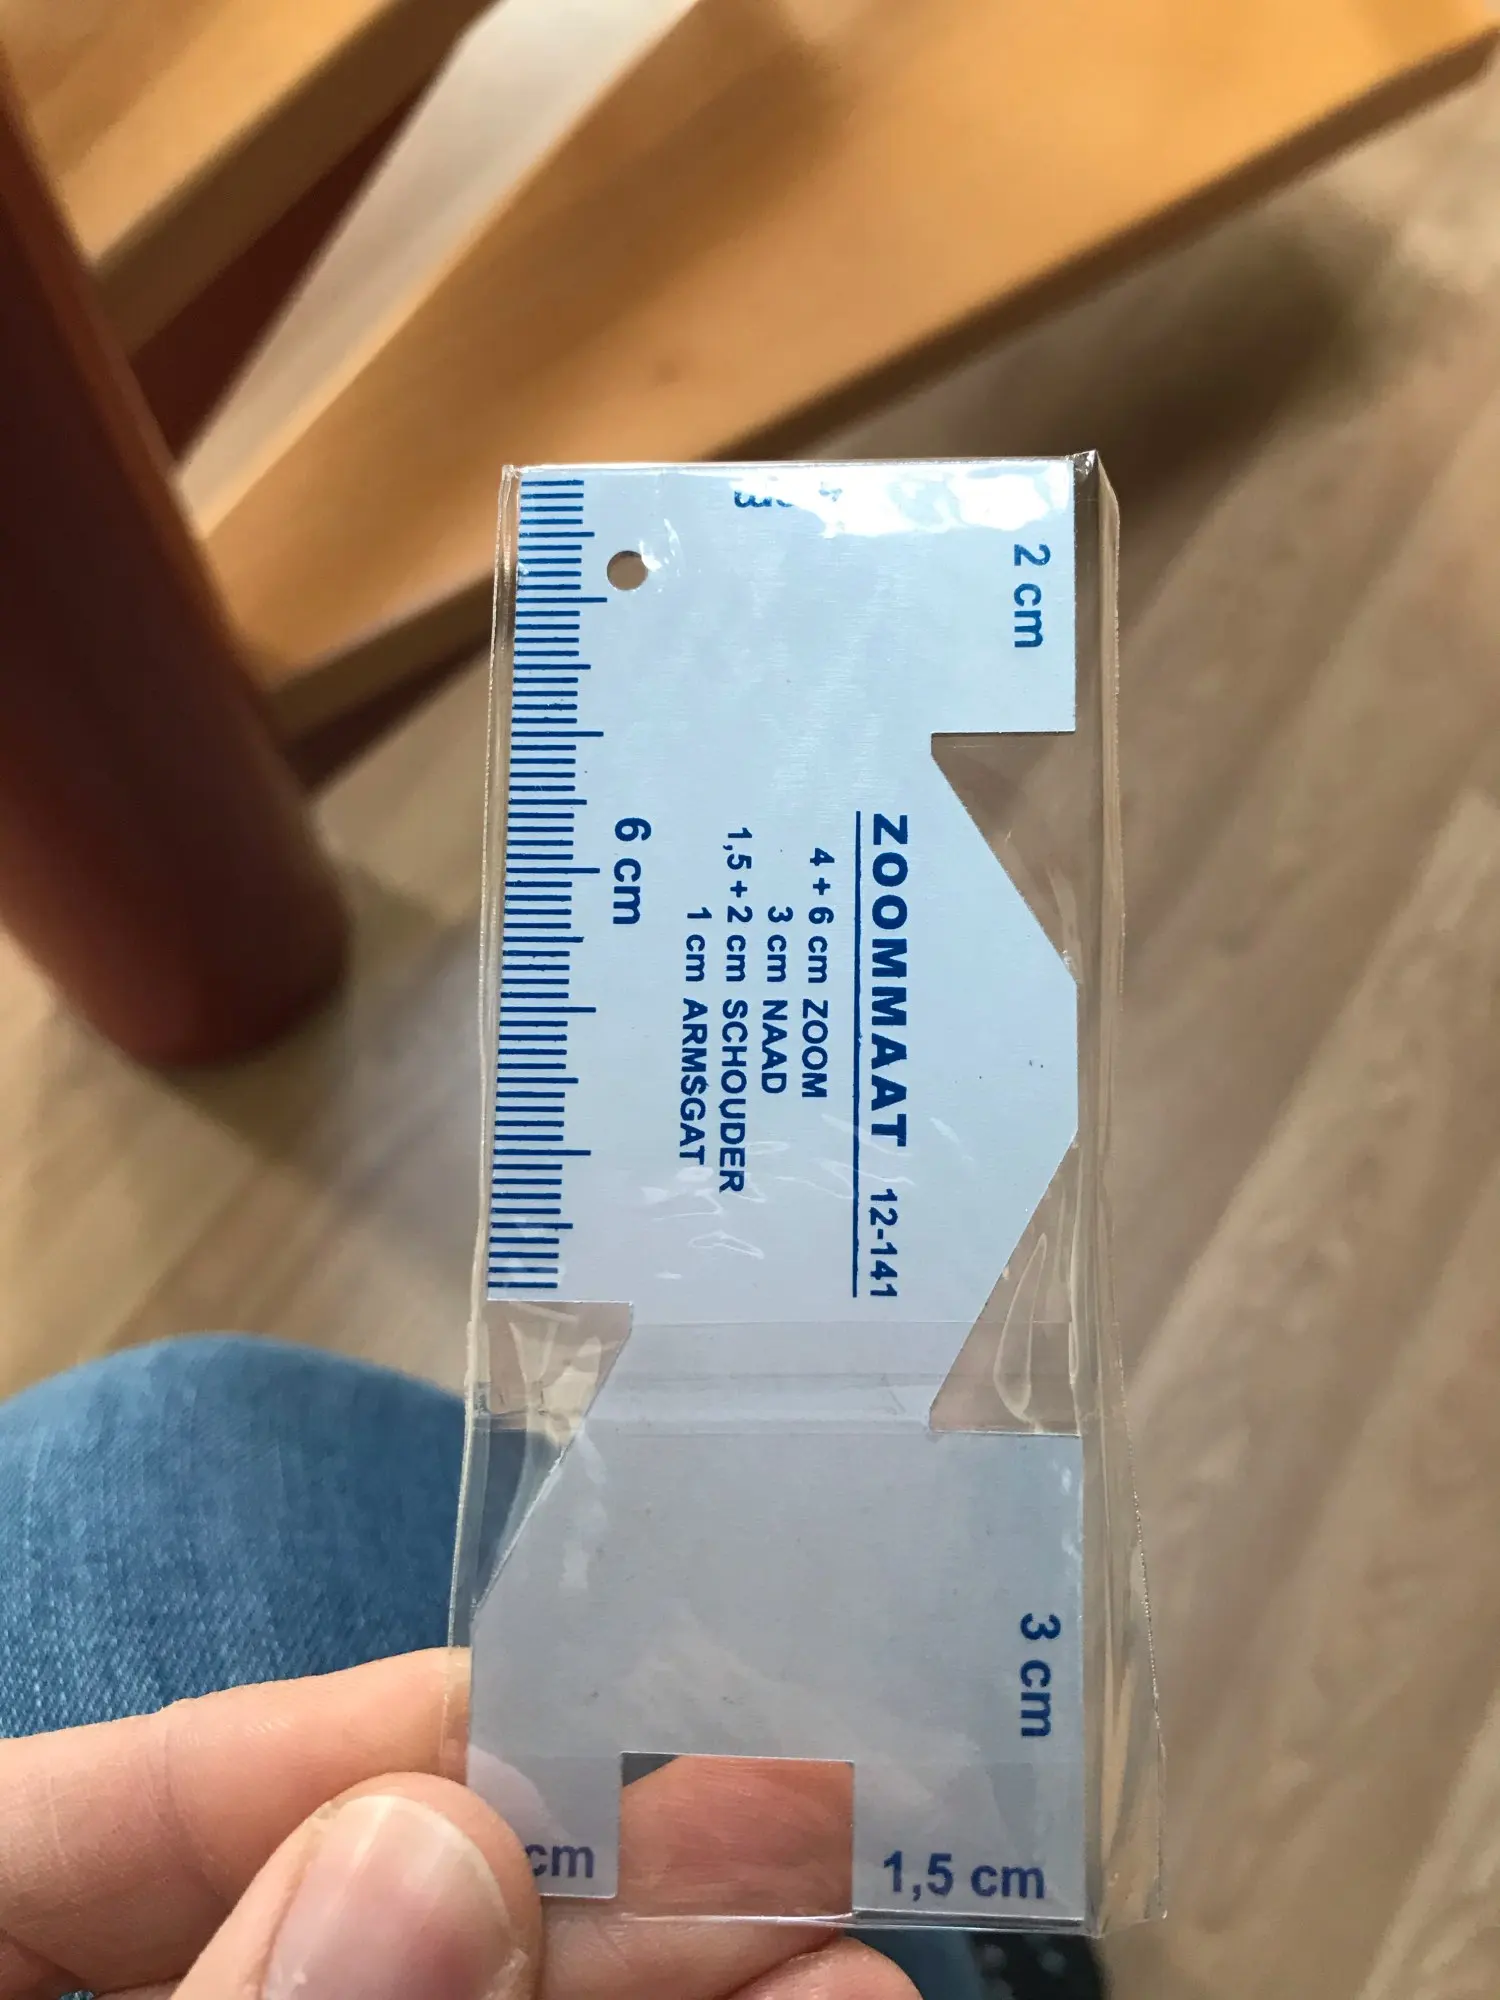 2 cm
ZOOMMAAT 12-141
4 + 6 cm ZOOM
3 cm NAAD
1,5 + 2 cm SCHOUDER
1 cm ARMSGAT
6 cm
3 cm
cm
1,5 cm